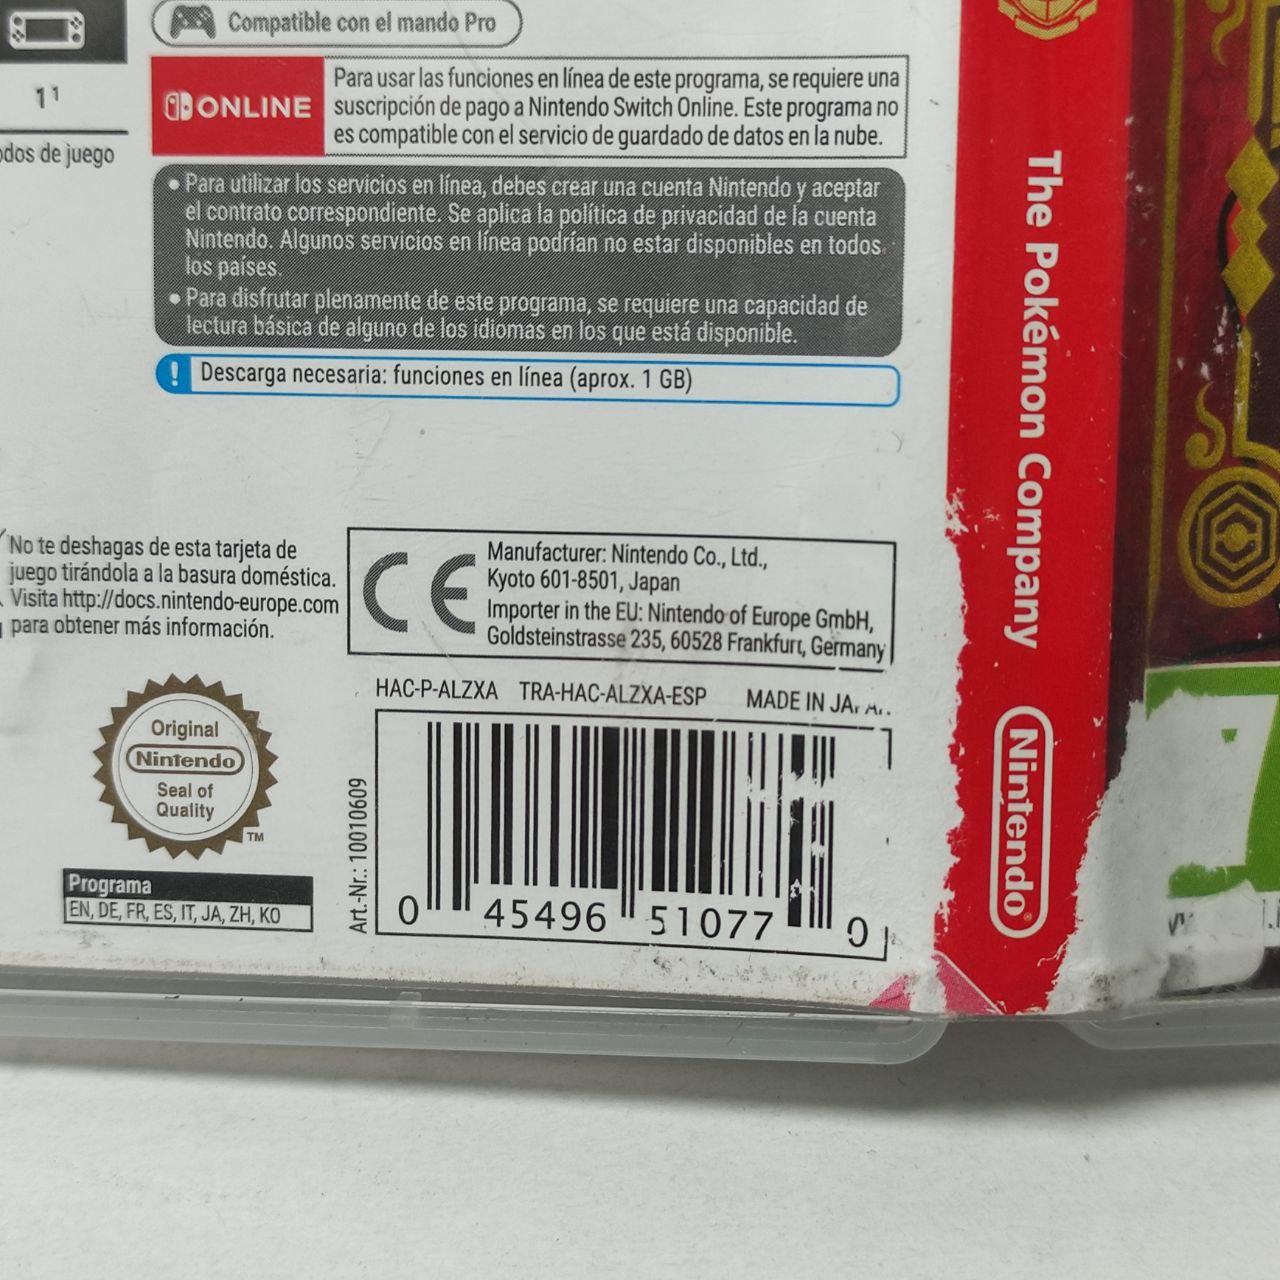 Compatible con el mando Pro
1¹
ONLINE
Para usar las funciones en línea de este programa, se requiere una
suscripción de pago a Nintendo Switch Online. Este programa no
es compatible con el servicio de guardado de datos en la nube.
de juego
• Para utilizar los servicios en línea, debes crear una cuenta Nintendo y aceptar
el contrato correspondiente. Se aplica la política de privacidad de la cuenta
Nintendo. Algunos servicios en línea podrían no estar disponibles en todos
los países.
• Para disfrutar plenamente de este programa, se requiere una capacidad de
lectura básica de alguno de los idiomas en los que está disponible.
! Descarga necesaria: funciones en línea (aprox. 1 GB)
No te deshagas de esta tarjeta de
juego tirándola a la basura doméstica.
Visita http://docs.nintendo-europe.com
para obtener más información.
CE
Manufacturer: Nintendo Co., Ltd.,
Kyoto 601-8501, Japan
Importer in the EU: Nintendo of Europe GmbH,
Goldsteinstrasse 235, 60528 Frankfurt, Germany
HAC-P-ALZXA TRA-HAC-ALZXA-ESP MADE IN
Original
Nintendo
Seal of
Quality
TM
Programa
EN, DE, FR, ES, IT, JA, ZH, KO
Art.-Nr.: 10010609
0 45496 51077 0
The Pokémon Company
Nintendo®